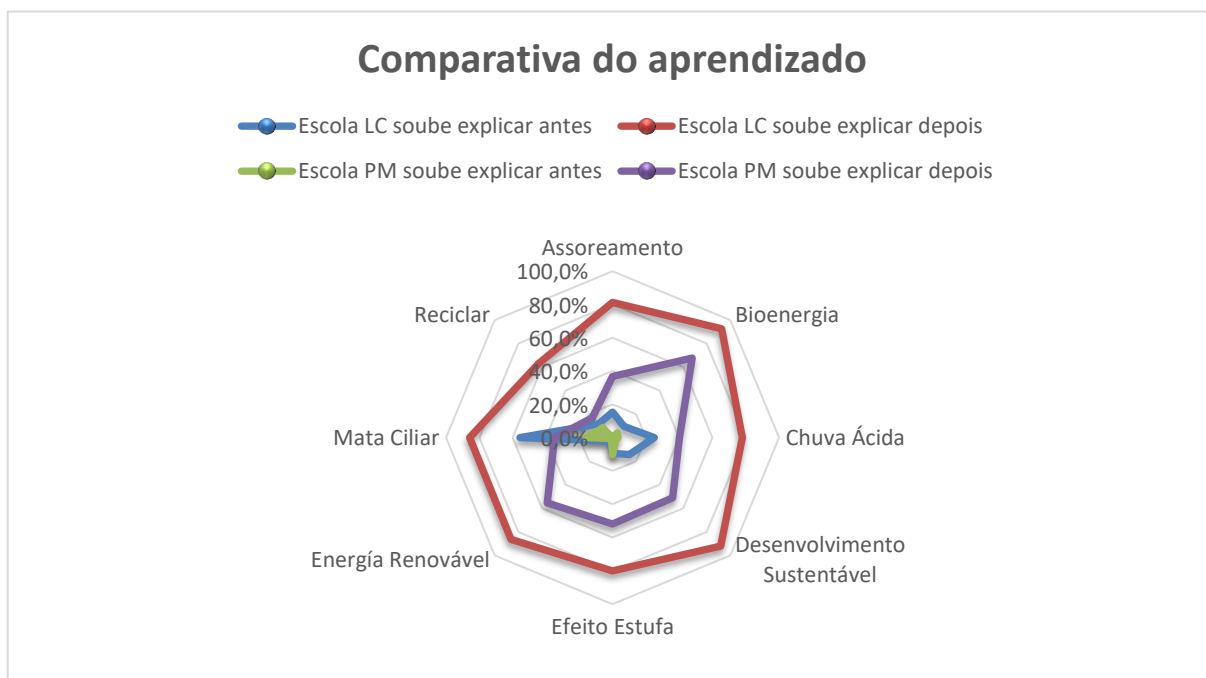 Comparativa do aprendizado
Escola LC soube explicar antes
Escola LC soube explicar depois
Escola PM soube explicar antes
Escola PM soube explicar depois
Assoreamento
100,0%
80,0%
60,0%
40,0%
20,0%
0,0%
Bioenergia
Chuva Ácida
Desenvolvimento
Sustentável
Efeito Estufa
Energía Renovável
Mata Ciliar
Reciclar